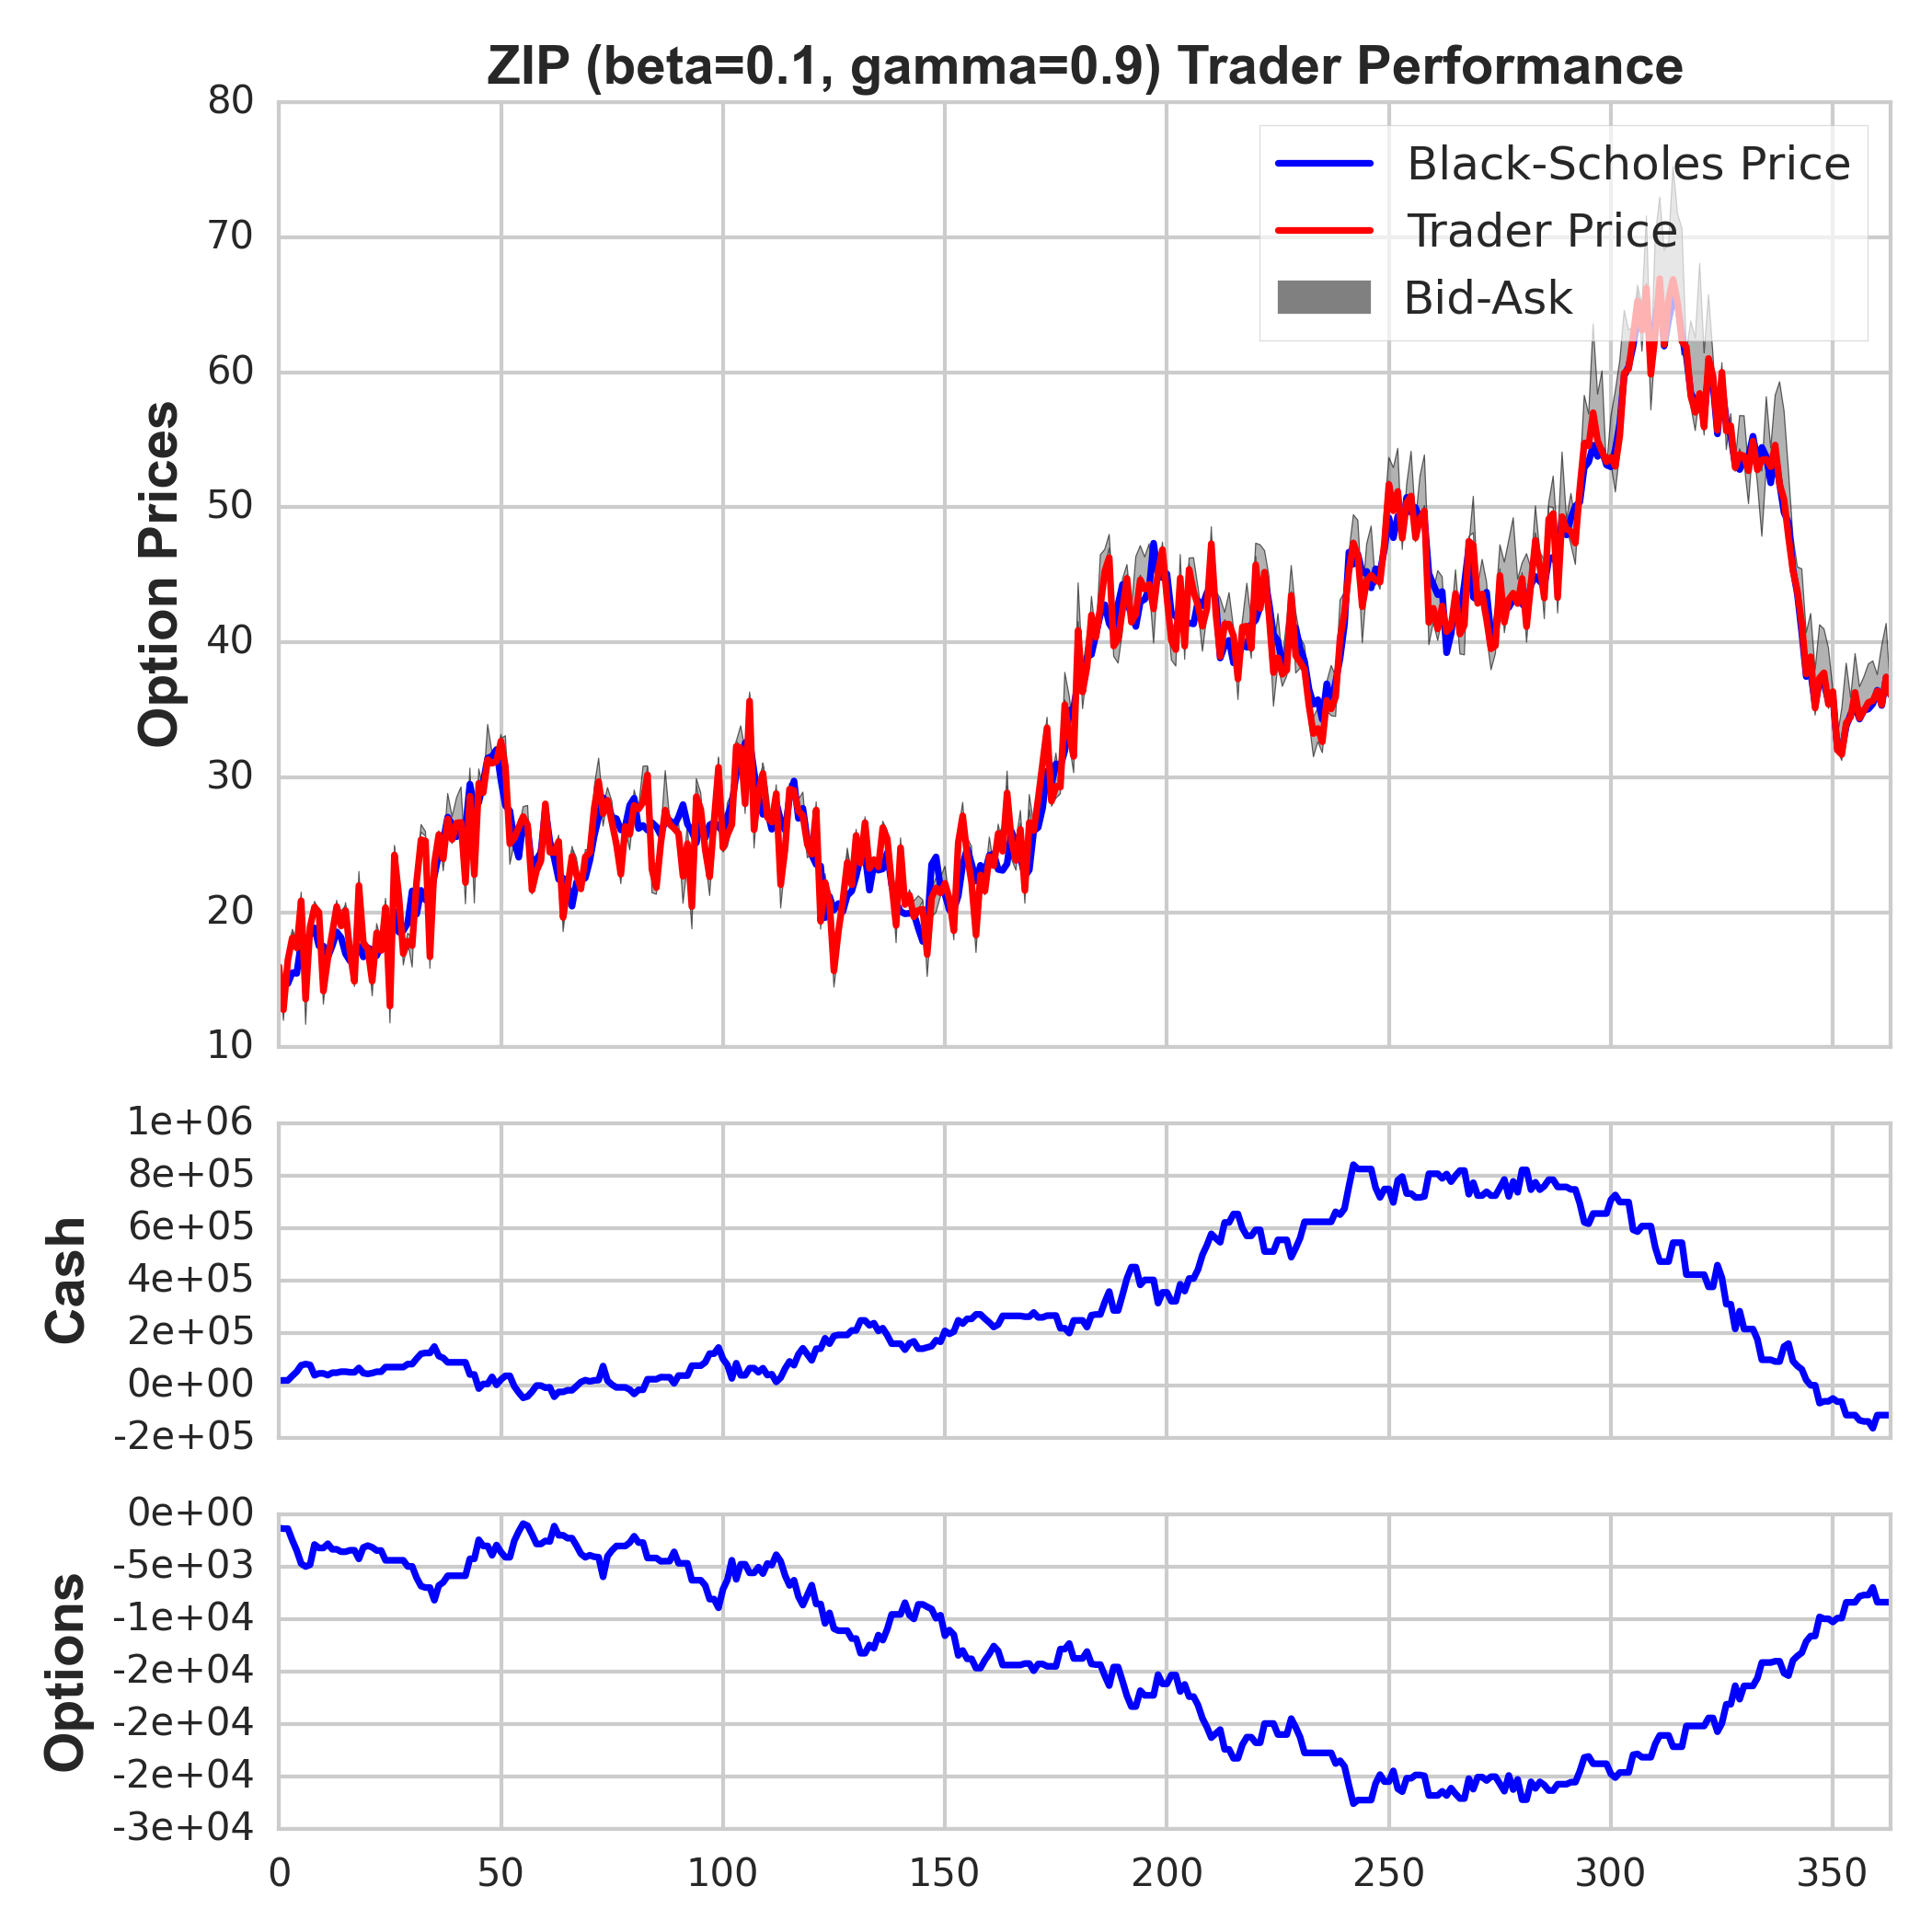 ZIP (beta=0.1, gamma=0.9) Trader Performance
80
70
60
50
40
30
20
10
Option Prices
Black-Scholes Price
Trader Price
Bid-Ask
1e+06
8e+05
6e+05
4e+05
2e+05
0e+00
-2e+05
Cash
0e+00
-5e+03
-1e+04
-2e+04
-2e+04
-2e+04
-3e+04
Options
0 50 100 150 200 250 300 350